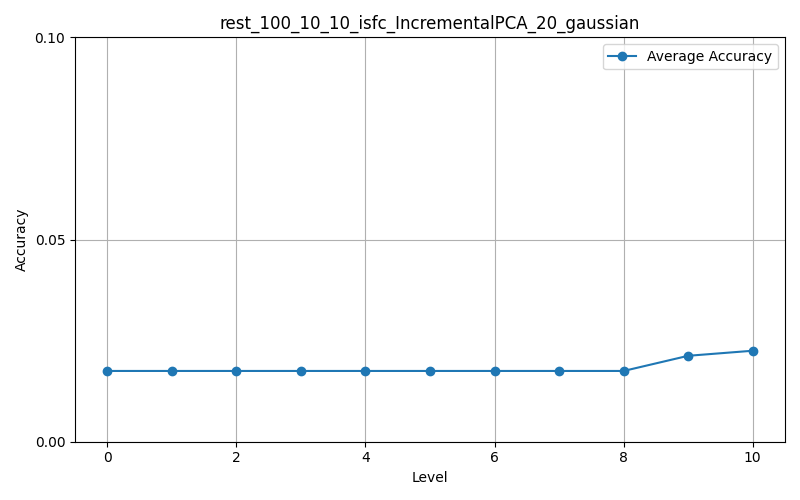 rest_100_10_10_isfc_IncrementalPCA_20_gaussian
Average Accuracy
0.10
0.05
0.00
Accuracy
0 2 4 6 8 10
Level